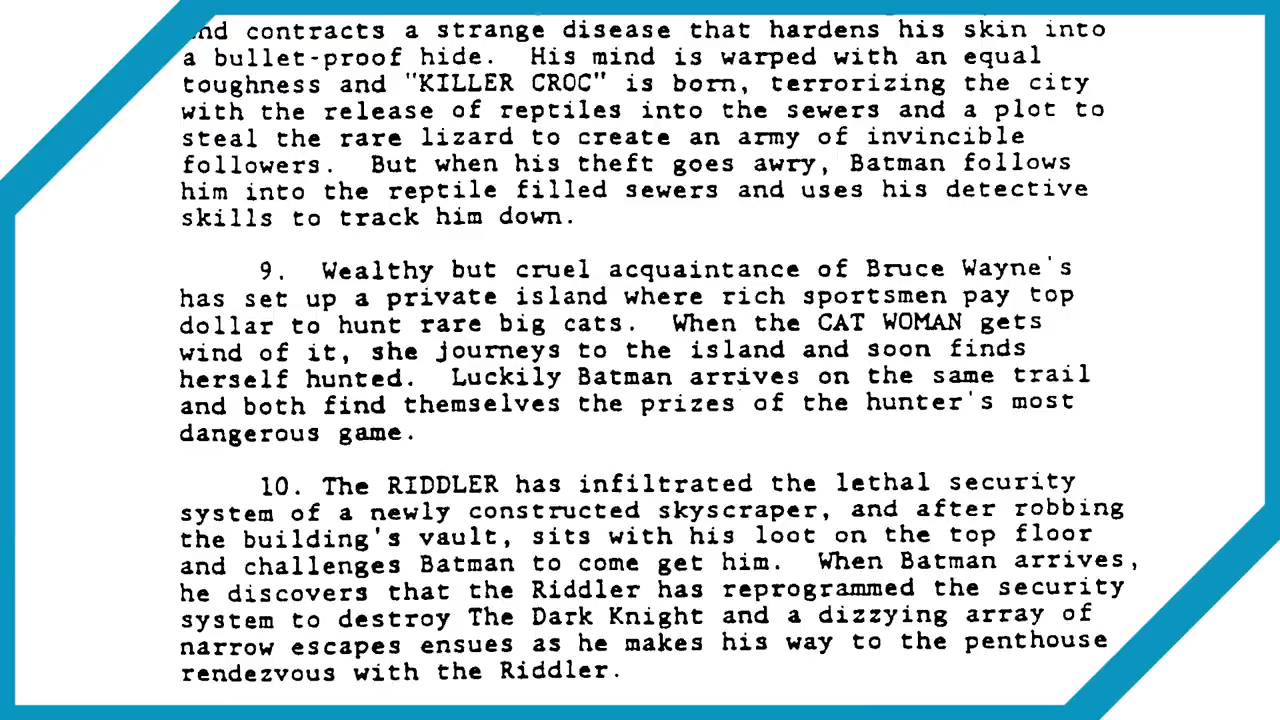 and contracts a strange disease that hardens his skin into
a bullet-proof hide. His mind is warped with an equal
toughness and "KILLER CROC" is born, terrorizing the city
with the release of reptiles into the sewers and a plot to
steal the rare lizard to create an army of invincible
followers. But when his theft goes awry, Batman follows
him into the reptile filled sewers and uses his detective
skills to track him down.
9. Wealthy but cruel acquaintance of Bruce Wayne's
has set up a private island where rich sportsmen pay top
dollar to hunt rare big cats. When the CAT WOMAN gets
wind of it, she journeys to the island and soon finds
herself hunted. Luckily Batman arrives on the same trail
and both find themselves the prizes of the hunter's most
dangerous game.
10. The RIDDLER has infiltrated the lethal security
system of a newly constructed skyscraper, and after robbing
the building's vault, sits with his loot on the top floor
and challenges Batman to come get him. When Batman arrives,
he discovers that the Riddler has reprogrammed the security
system to destroy The Dark Knight and a dizzying array of
narrow escapes ensues as he makes his way to the penthouse
rendezvous with the Riddler.